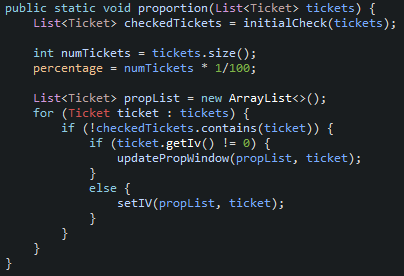 public static void proportion(List<Ticket> tickets) {
    List<Ticket> checkedTickets = initialCheck(tickets);

    int numTickets = tickets.size();
    percentage = numTickets * 1/100;

    List<Ticket> propList = new ArrayList<>();
    for (Ticket ticket : tickets) {
        if (!checkedTickets.contains(ticket)) {
            if (ticket.getIv() != 0) {
                updatePropWindow(propList, ticket);
            }
            else {
                setIV(propList, ticket);
            }
        }
    }
}